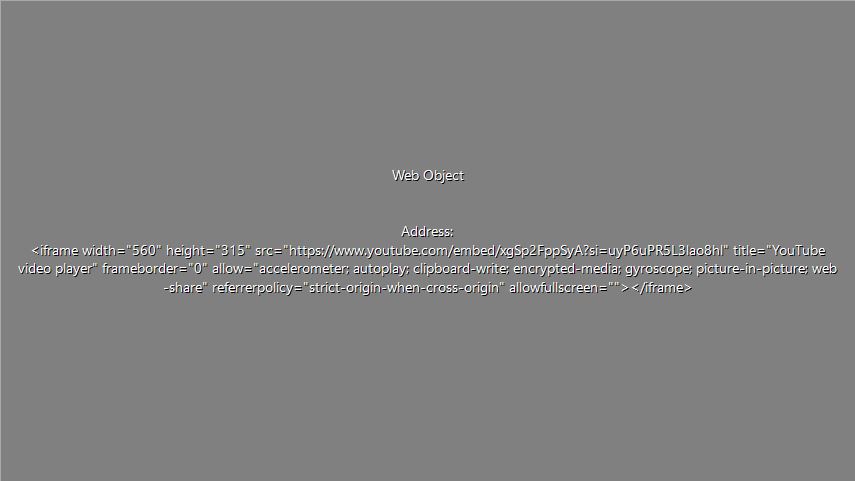 Web Object
Address:
<iframe width="560" height="315" src="https://www.youtube.com/embed/xgSp2FppSyA?si=uyP6uPR5L3lao8hl" title="YouTube
video player" frameborder="0" allow="accelerometer; autoplay; clipboard-write; encrypted-media; gyroscope; picture-in-picture; web
-share" referrerpolicy="strict-origin-when-cross-origin" allowfullscreen=""></iframe>